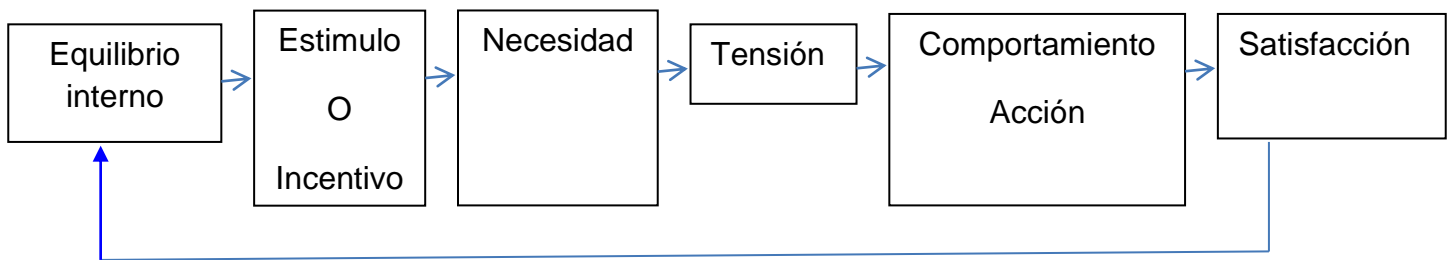 Equilibrio
interno
Estimulo
O
Incentivo
Necesidad
Tensión
Comportamiento
Acción
Satisfacción